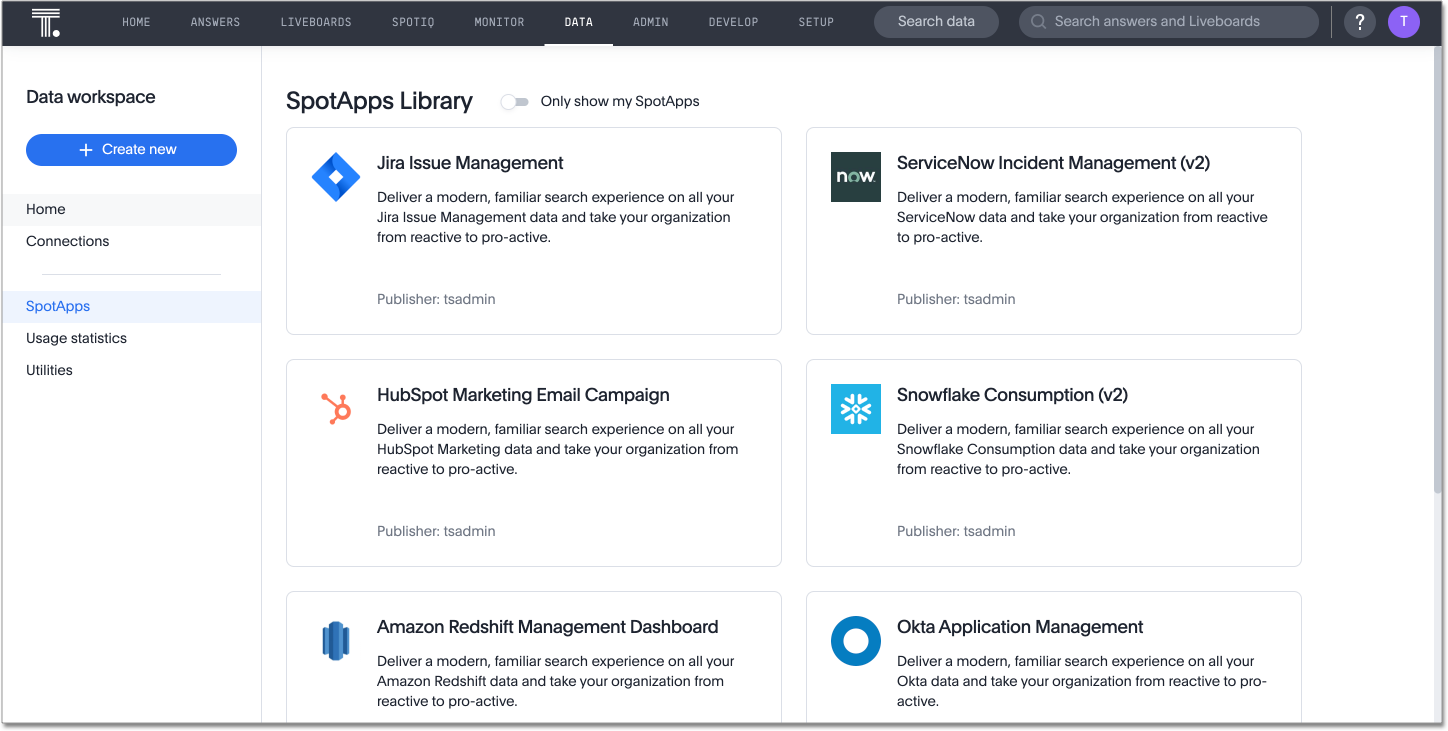 T.
HOME
ANSWERS
LIVEBOARDS
SPOTIQ
MONITOR
DATA
ADMIN
DEVELOP
SETUP
Search data
Search answers and Liveboards
?
T
Data workspace
+ Create new
Home
Connections
SpotApps
Usage statistics
Utilities
SpotApps Library
Only show my SpotApps
Jira Issue Management
Deliver a modern, familiar search experience on all your
Jira Issue Management data and take your organization
from reactive to pro-active.
Publisher: tsadmin
now.
ServiceNow Incident Management (v2)
Deliver a modern, familiar search experience on all your
ServiceNow data and take your organization from reactive
to pro-active.
Publisher: tsadmin
HubSpot Marketing Email Campaign
Deliver a modern, familiar search experience on all your
HubSpot Marketing data and take your organization from
reactive to pro-active.
Publisher: tsadmin
Snowflake Consumption (v2)
Deliver a modern, familiar search experience on all your
Snowflake Consumption data and take your organization
from reactive to pro-active.
Publisher: tsadmin
Amazon Redshift Management Dashboard
Deliver a modern, familiar search experience on all your
Amazon Redshift data and take your organization from
reactive to pro-active.
Okta Application Management
Deliver a modern, familiar search experience on all your
Okta data and take your organization from reactive to pro-
active.